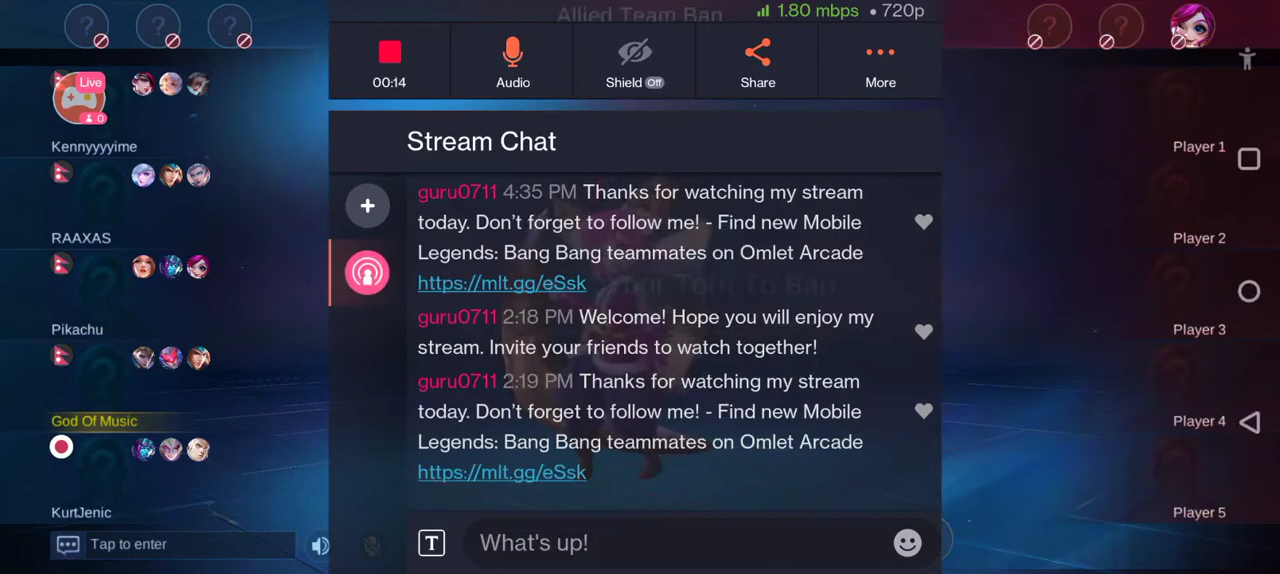 Allied Team Ban
1.80 mbps • 720p
00:14
Audio
Shield Off
Share
More
Live
0
Stream Chat
Kennyyyyime
RAAXAS
Pikachu
God Of Music
KurtJenic
Tap to enter
guru0711 4:35 PM Thanks for watching my stream
today. Don't forget to follow me! - Find new Mobile
Legends: Bang Bang teammates on Omlet Arcade
https://mlt.gg/eSsk
guru0711 2:18 PM Welcome! Hope you will enjoy my
stream. Invite your friends to watch together!
guru0711 2:19 PM Thanks for watching my stream
today. Don't forget to follow me! - Find new Mobile
Legends: Bang Bang teammates on Omlet Arcade
https://mlt.gg/eSsk
T
What's up!
Player 1
Player 2
Player 3
Player 4
Player 5